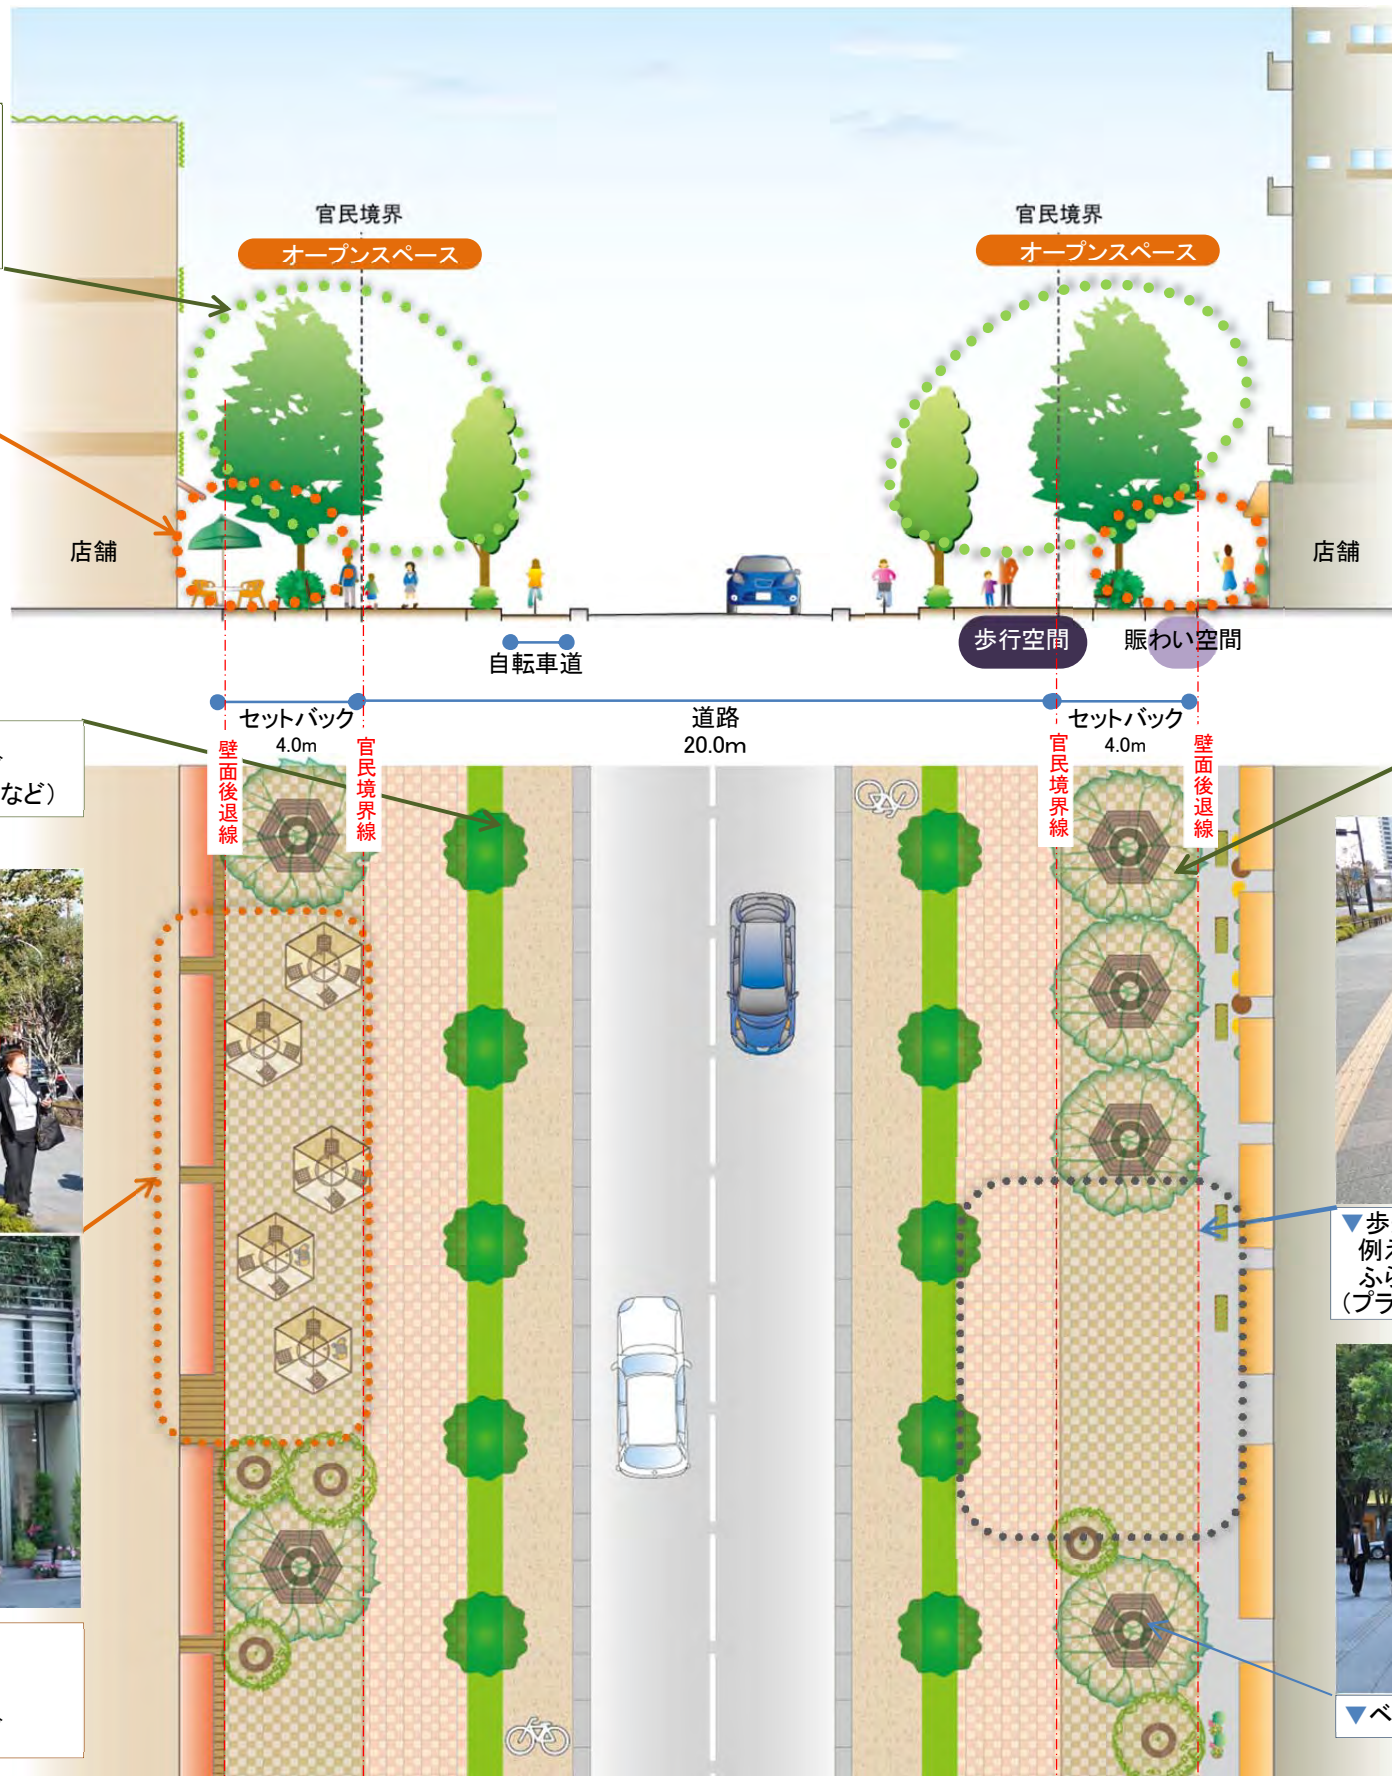 官民境界
オープンスペース
官民境界
オープンスペース
店舗
店舗
歩行空間
賑わい空間
自転車道
セットバック
4.0m
道路
20.0m
セットバック
4.0m
壁面後退線
官民境界線
官民境界線
壁面後退線
など）
▼歩
例え
ふら
（プラ
▼ベ